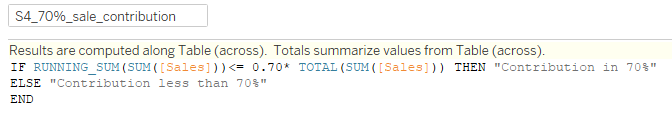 S4_70%_sale_contribution
Results are computed along Table (across). Totals summarize values from Table (across).
IF RUNNING_SUM(SUM([Sales]))<= 0.70* TOTAL(SUM([Sales])) THEN "Contribution in 70%"
ELSE "Contribution less than 70%"
END